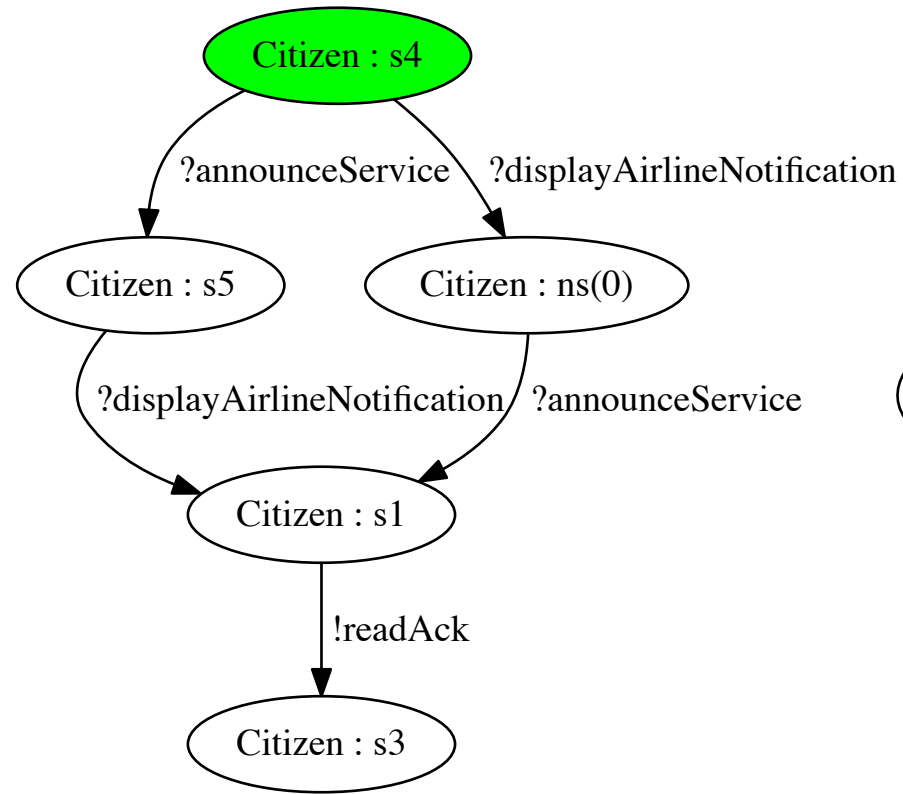 Citizen : s4
?announceService
?displayAirlineNotification
Citizen : s5
Citizen : ns(0)
?displayAirlineNotification
?announceService
Citizen : s1
!readAck
Citizen : s3